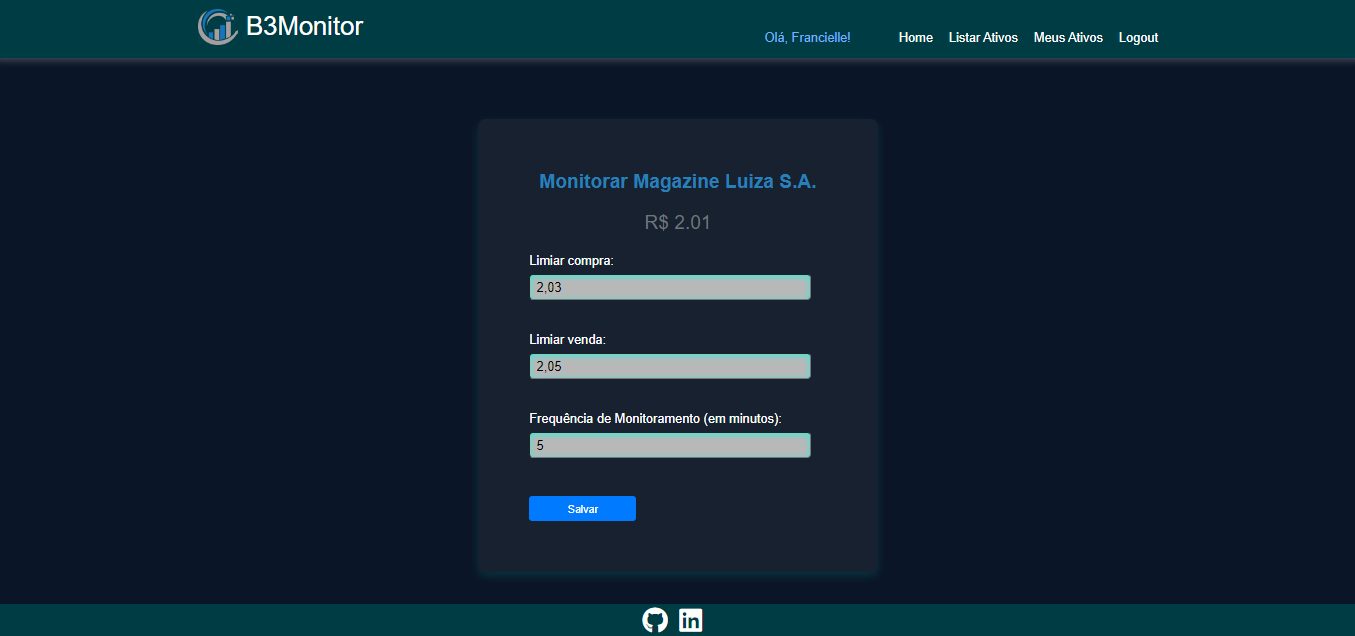 B3Monitor
Olá, Francielle! Home Listar Ativos Meus Ativos Logout
Monitorar Magazine Luiza S.A.
R$ 2.01
Limiar compra:
2,03
Limiar venda:
2,05
Frequência de Monitoramento (em minutos):
5
Salvar
in